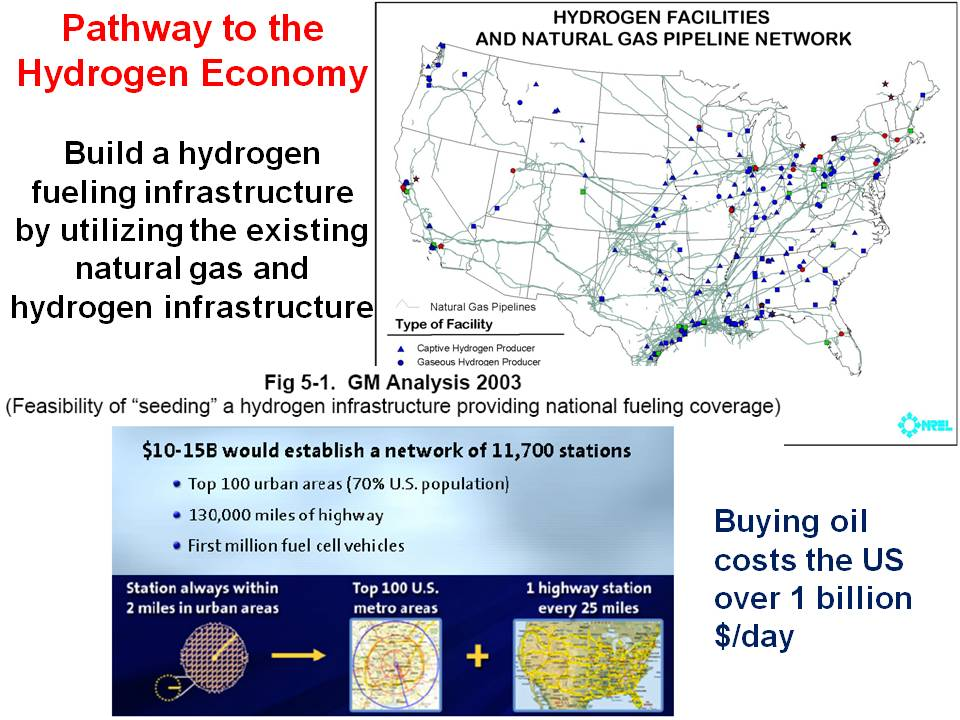 Pathway to the
Hydrogen Economy
Build a hydrogen
fueling infrastructure
by utilizing the existing
natural gas and
hydrogen infrastructure
HYDROGEN FACILITIES
AND NATURAL GAS PIPELINE NETWORK
Natural Gas Pipelines
Type of Facility
Captive Hydrogen Producer
Gaseous Hydrogen Producer
NREL
Fig 5-1. GM Analysis 2003
(Feasibility of “seeding” a hydrogen infrastructure providing national fueling coverage)
$10-15B would establish a network of 11,700 stations
• Top 100 urban areas (70% U.S. population)
• 130,000 miles of highway
• First million fuel cell vehicles
Station always within
2 miles in urban areas
Top 100 U.S.
metro areas
+
1 highway station
every 25 miles
Buying oil
costs the US
over 1 billion
$/day